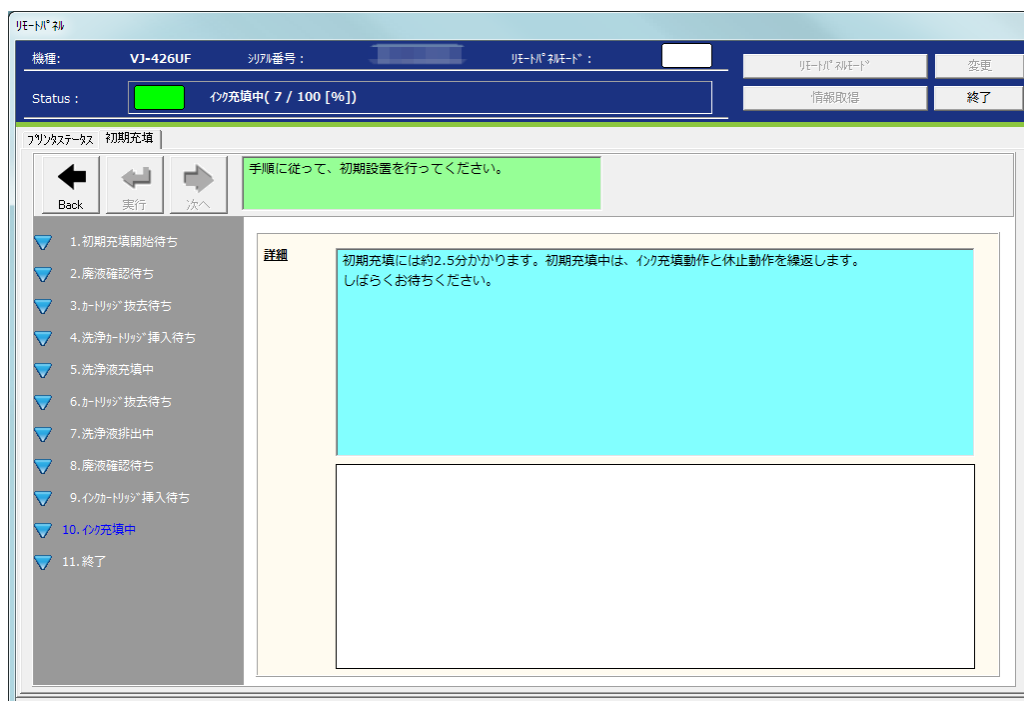 ﾘﾓｰﾄﾊﾟﾈﾙ
機種: VJ-426UF ｼﾘｱﾙ番号 : ﾘﾓｰﾄﾊﾟﾈﾙﾓｰﾄﾞ :
ﾘﾓｰﾄﾊﾟﾈﾙﾓｰﾄﾞ 変更
Status : ｲﾝｸ充填中( 7 / 100 [%])
情報取得 終了
ﾌﾟﾘﾝﾀｽﾃｰﾀｽ 初期充填
Back 実行 次へ
手順に従って、初期設置を行ってください。
1.初期充填開始待ち
2.廃液確認待ち
3.ｶｰﾄﾘｯｼﾞ抜去待ち
4.洗浄ｶｰﾄﾘｯｼﾞ挿入待ち
5.洗浄液充填中
6.ｶｰﾄﾘｯｼﾞ抜去待ち
7.洗浄液排出中
8.廃液確認待ち
9.ｲﾝｸｶｰﾄﾘｯｼﾞ挿入待ち
10.ｲﾝｸ充填中
11.終了
詳細
初期充填には約2.5分かかります。初期充填中は、ｲﾝｸ充填動作と休止動作を繰返します。
しばらくお待ちください。